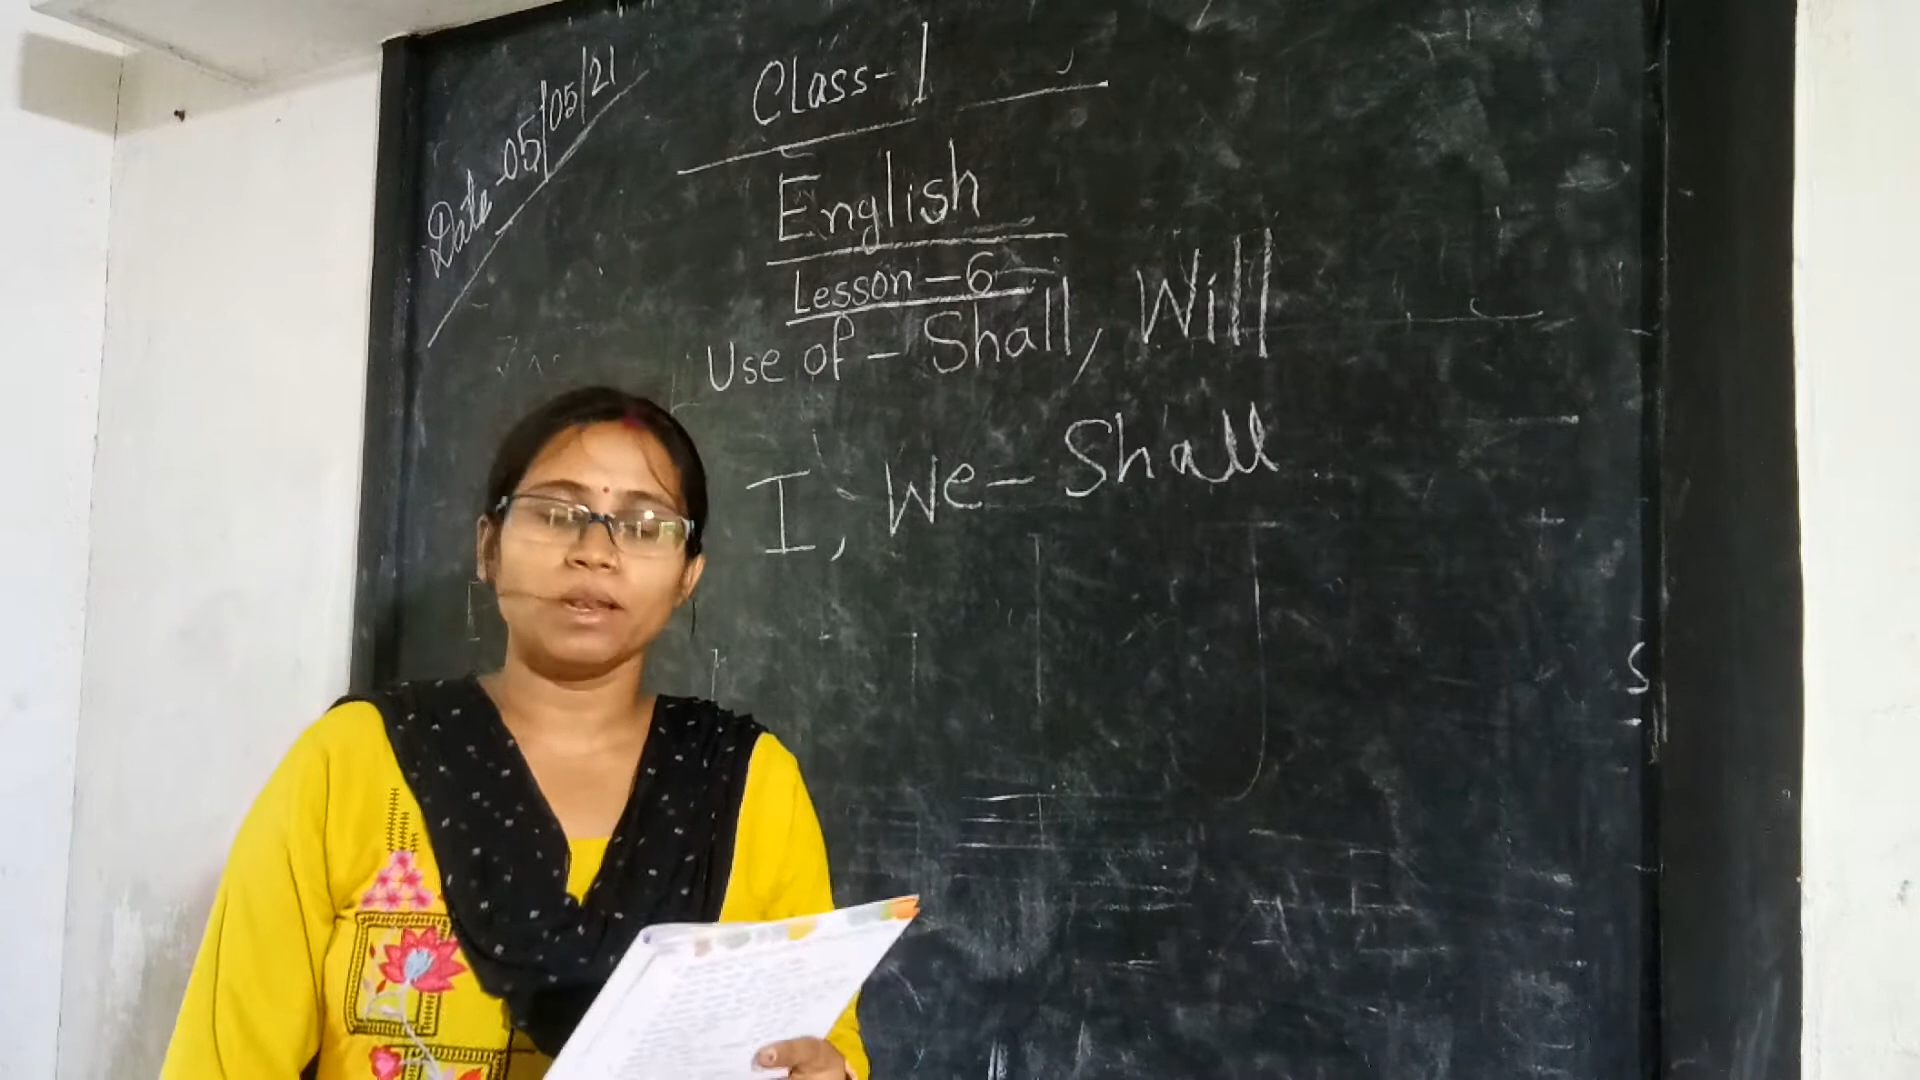 Date-05/05/21
Class-1
English
Lesson-6
Use of- Shall, Will
I, We- Shall